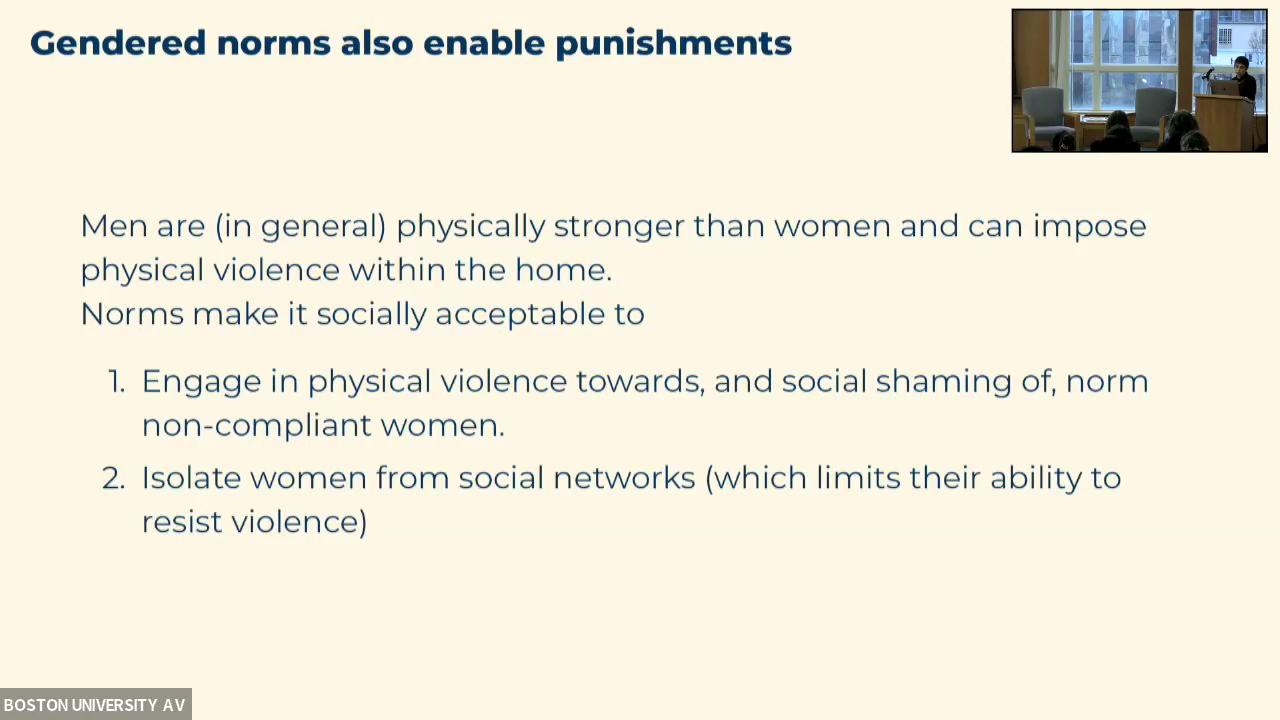 Gendered norms also enable punishments
Men are (in general) physically stronger than women and can impose
physical violence within the home.
Norms make it socially acceptable to
1. Engage in physical violence towards, and social shaming of, norm
non-compliant women.
2. Isolate women from social networks (which limits their ability to
resist violence)
BOSTON UNIVERSITY AV